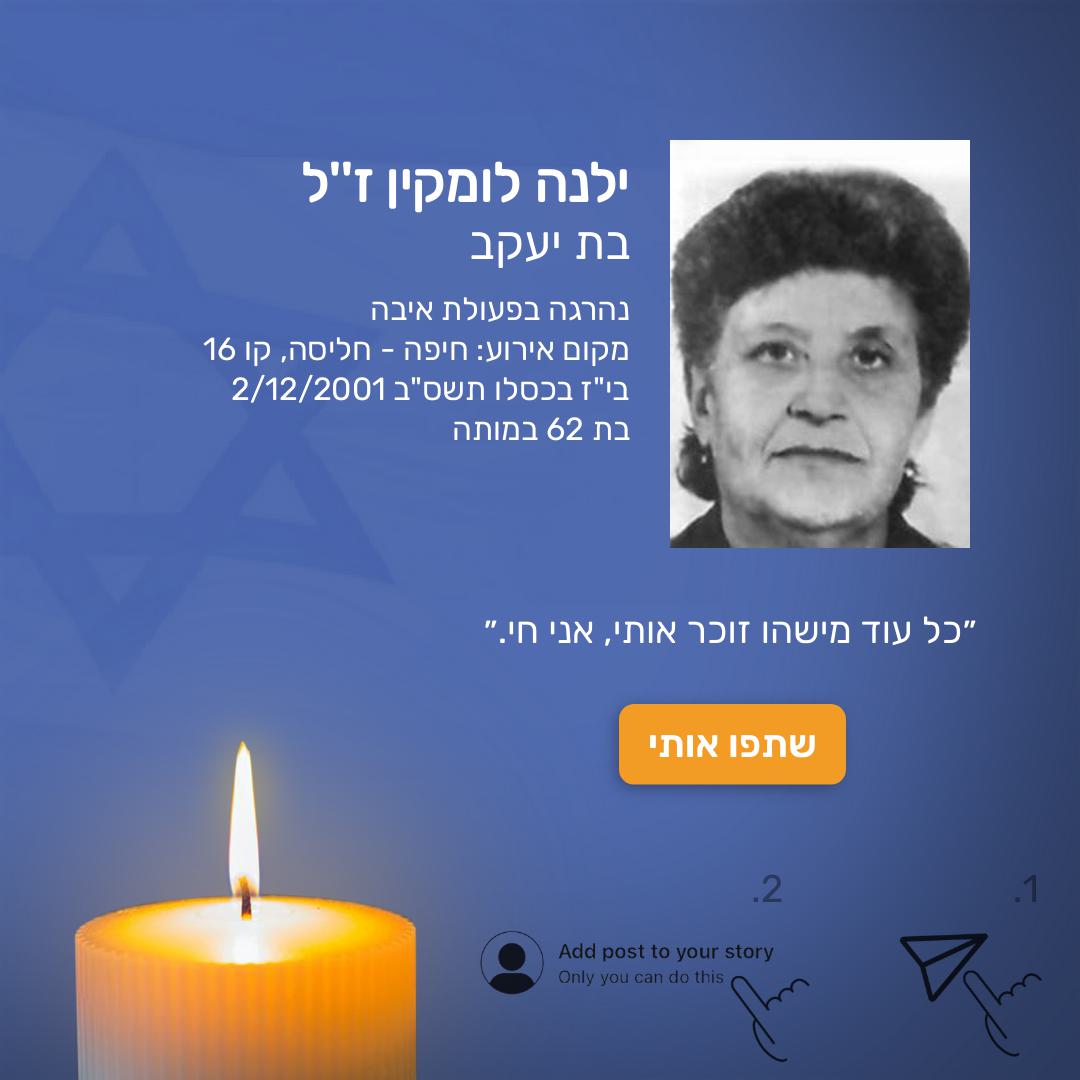 ילנה לומקין ז"ל
בת יעקב
נהרגה בפעולת איבה
מקום אירוע: חיפה - חליסה, קו 16
בי"ז בכסלו תשס"ב 2/12/2001
בת 62 במותה
"כל עוד מישהו זוכר אותי, אני חי."
שתפו אותי
1.
2.
Add post to your story
Only you can do this